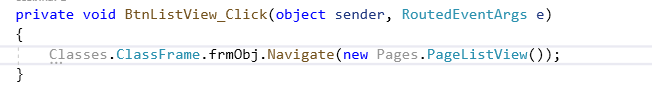 private void BtnListView_Click(object sender, RoutedEventArgs e)
{
Classes.ClassFrame.frmObj.Navigate(new Pages.PageListView());
}